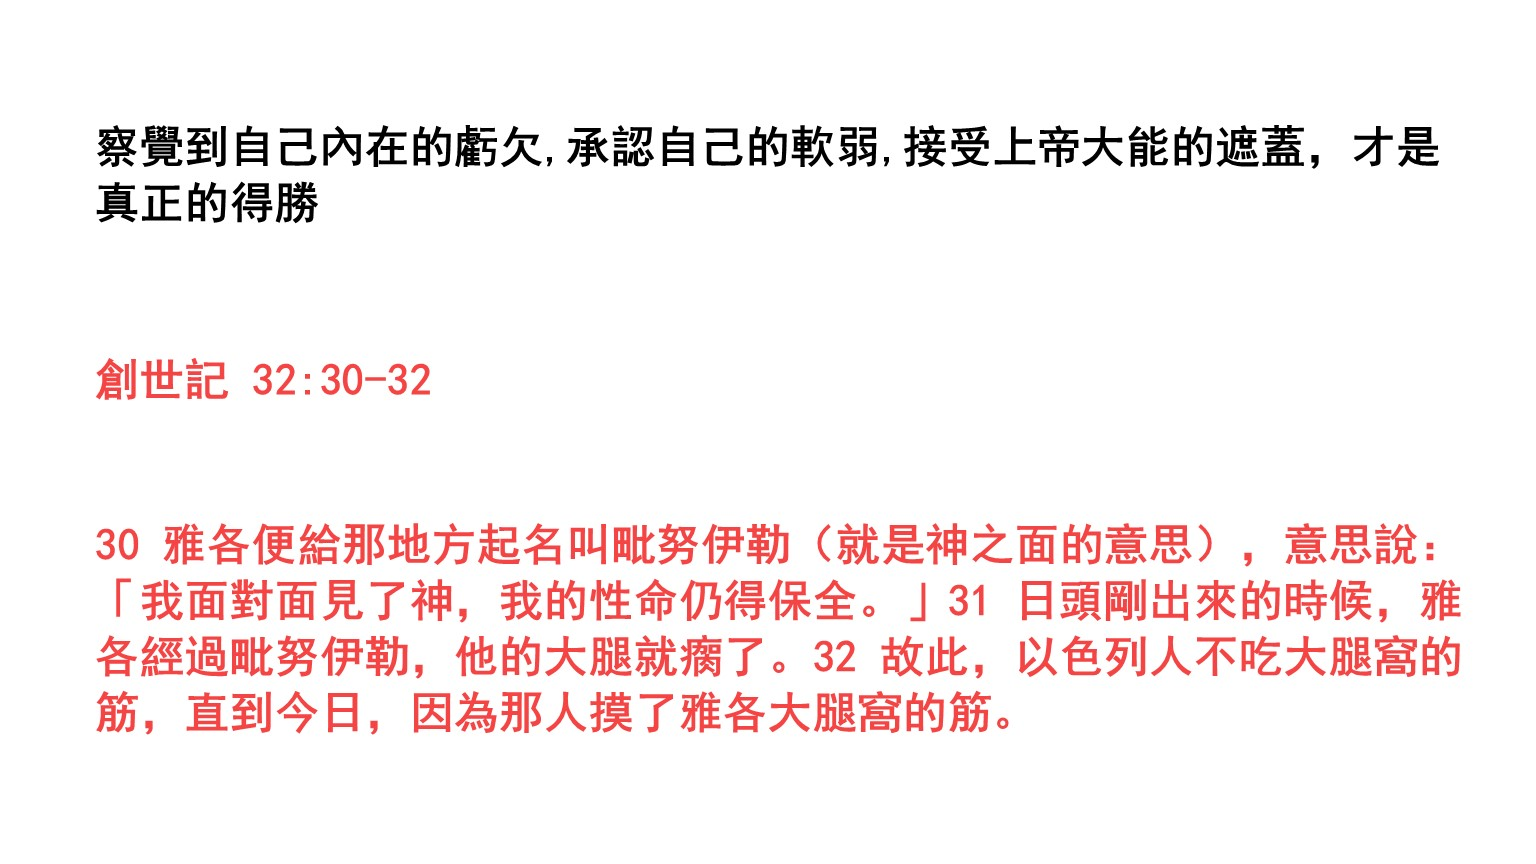 察覺到自己內在的虧欠,承認自己的軟弱,接受上帝大能的遮蓋，才是
真正的得勝
創世記 32:30-32
30 雅各便給那地方起名叫毗努伊勒（就是神之面的意思），意思說：
「我面對面見了神，我的性命仍得保全。」31 日頭剛出來的時候，雅
各經過毗努伊勒，他的大腿就瘸了。32 故此，以色列人不吃大腿窩的
筋，直到今日，因為那人摸了雅各大腿窩的筋。